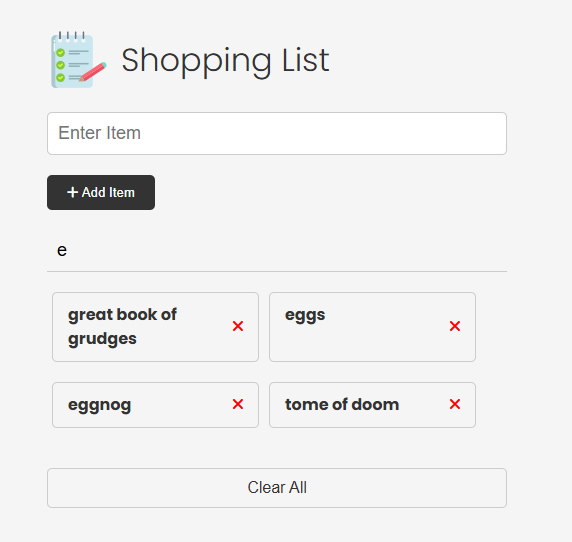 Shopping List
Enter Item
+ Add Item
e
great book of
grudges
eggs
eggnog
tome of doom
Clear All